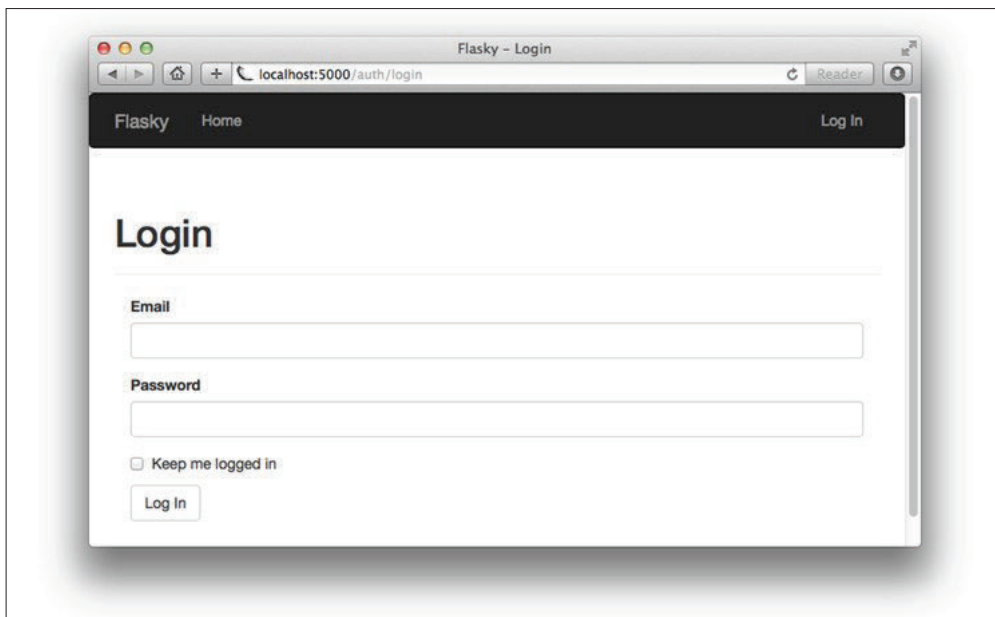 Flasky - Login
localhost:5000/auth/login
Reader
Flasky
Home
Log In
Login
Email
Password
Keep me logged in
Log In